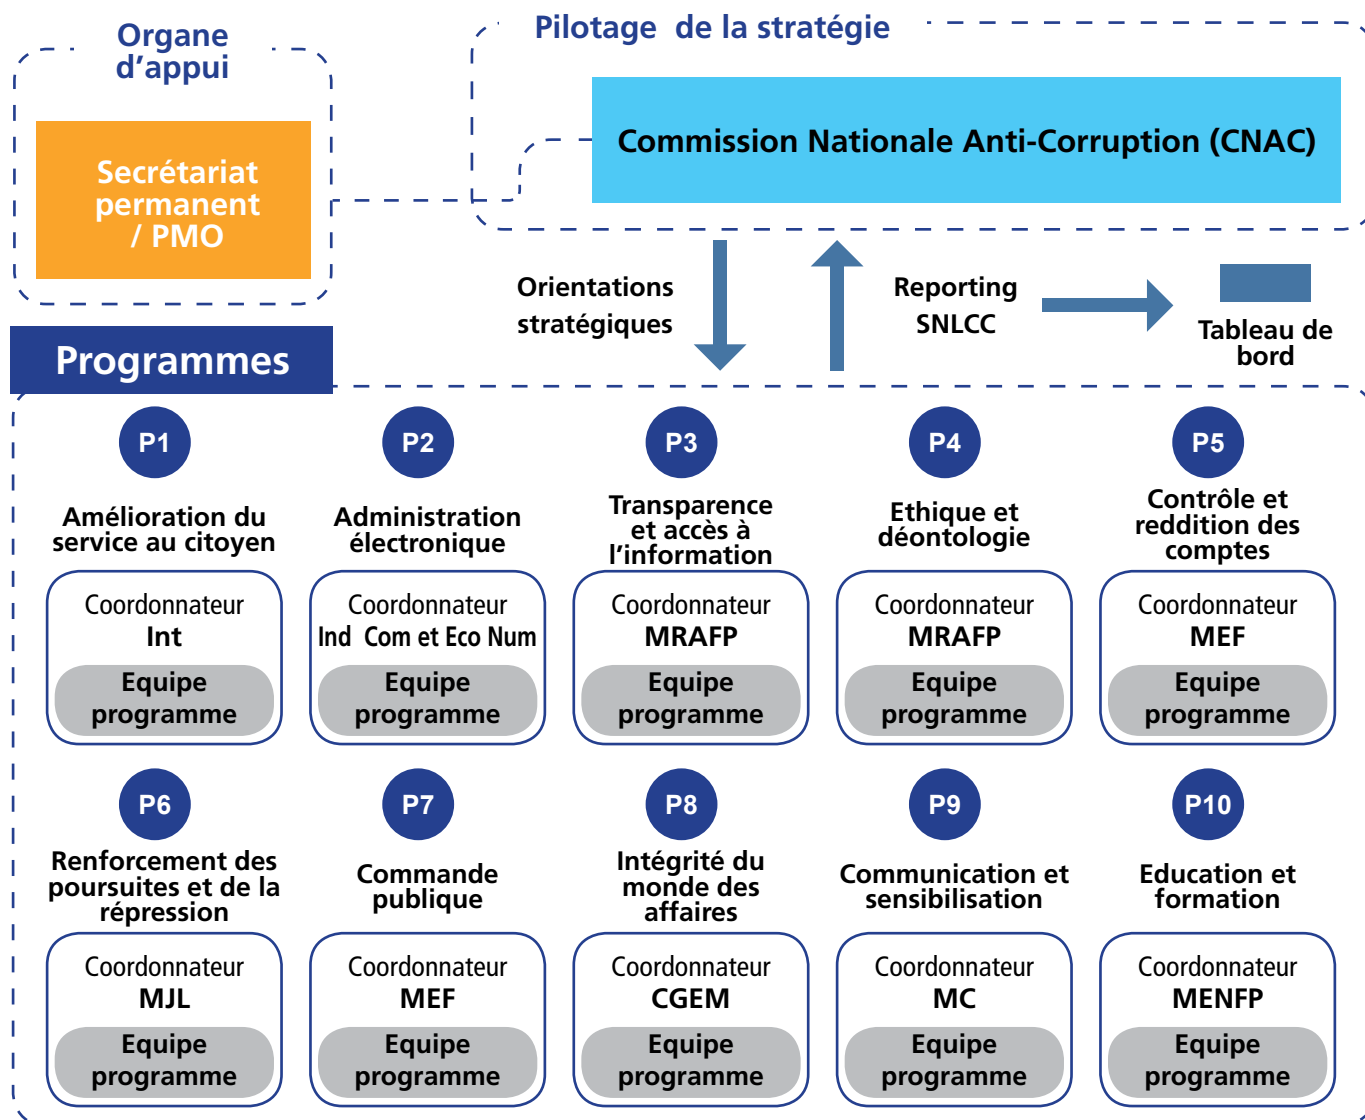 Organe
d'appui
Secrétariat
permanent
/ PMO
Pilotage de la stratégie
Commission Nationale Anti-Corruption (CNAC)
Orientations
stratégiques
Reporting
SNLCC
Tableau de
bord
Programmes
P1
Amélioration du
service au citoyen
Coordonnateur
Int
Equipe
programme
P2
Administration
électronique
Coordonnateur
Ind Com et Eco Num
Equipe
programme
P3
Transparence
et accès à
l'information
Coordonnateur
MRAFP
Equipe
programme
P4
Ethique et
déontologie
Coordonnateur
MRAFP
Equipe
programme
P5
Contrôle et
reddition des
comptes
Coordonnateur
MEF
Equipe
programme
P6
Renforcement des
poursuites et de la
répression
Coordonnateur
MJL
Equipe
programme
P7
Commande
publique
Coordonnateur
MEF
Equipe
programme
P8
Intégrité du
monde des
affaires
Coordonnateur
CGEM
Equipe
programme
P9
Communication et
sensibilisation
Coordonnateur
MC
Equipe
programme
P10
Education et
formation
Coordonnateur
MENFP
Equipe
programme